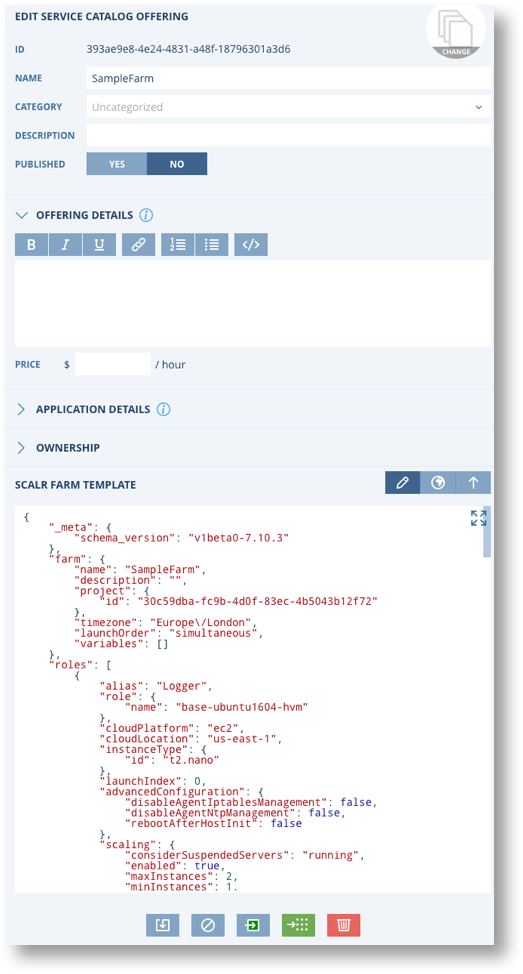 EDIT SERVICE CATALOG OFFERING
CHANGE
ID 393ae9e8-4e24-4831-a48f-18796301a3d6
NAME SampleFarm
CATEGORY Uncategorized
DESCRIPTION
PUBLISHED YES NO
OFFERING DETAILS i
B I U </>
PRICE $ / hour
APPLICATION DETAILS i
OWNERSHIP
SCALR FARM TEMPLATE
{
    "_meta": {
        "schema_version": "v1beta0-7.10.3"
    },
    "farm": {
        "name": "SampleFarm",
        "description": "",
        "project": {
            "id": "30c59dba-fc9b-4d0f-83ec-4b5043b12f72"
        },
        "timezone": "Europe\/London",
        "launchOrder": "simultaneous",
        "variables": []
    },
    "roles": [
        {
            "alias": "Logger",
            "role": {
                "name": "base-ubuntu1604-hvm"
            },
            "cloudPlatform": "ec2",
            "cloudLocation": "us-east-1",
            "instanceType": {
                "id": "t2.nano"
            },
            "launchIndex": 0,
            "advancedConfiguration": {
                "disableAgentIptablesManagement": false,
                "disableAgentNtpManagement": false,
                "rebootAfterHostInit": false
            },
            "scaling": {
                "considerSuspendedServers": "running",
                "enabled": true,
                "maxInstances": 2,
                "minInstances": 1,